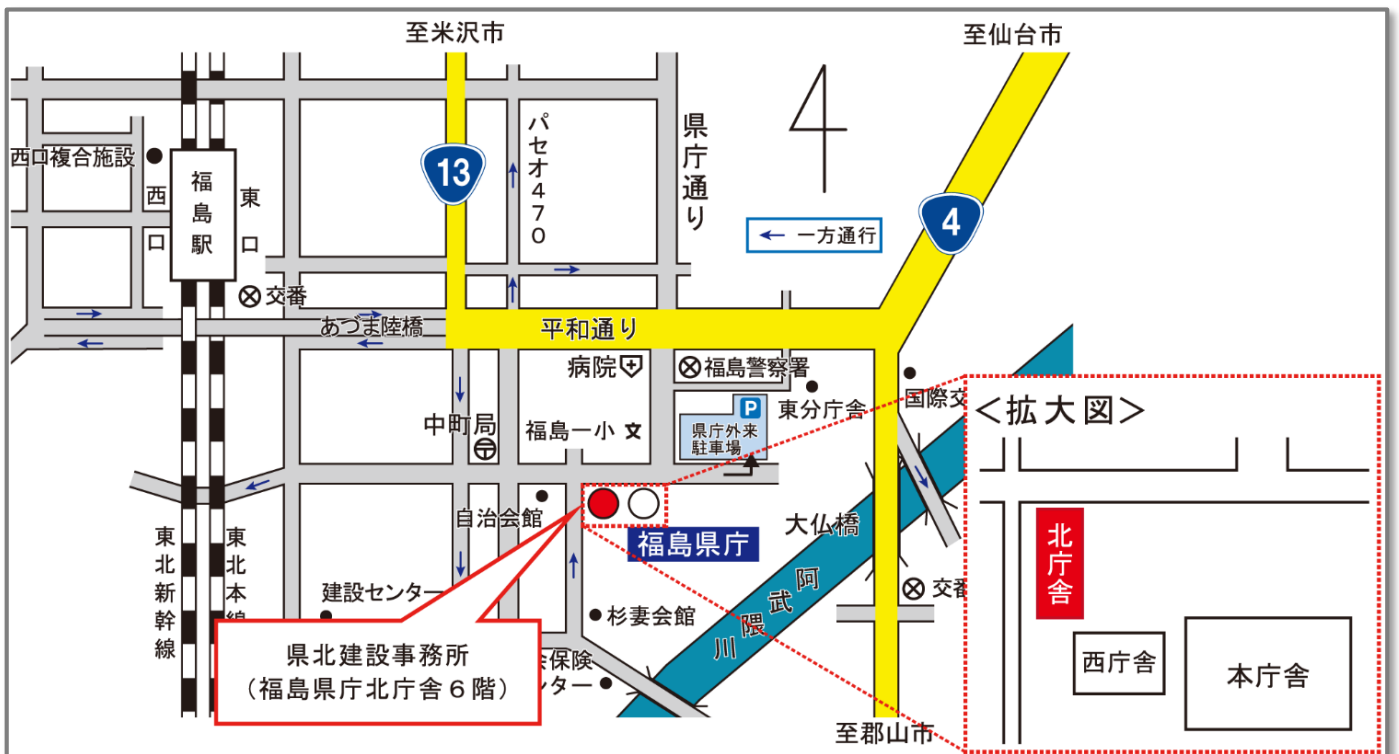 至米沢市
至仙台市
13
パセオ470
県庁通り
4
西口複合施設
西口
福島駅
東口
一方通行
交番
あづま陸橋
平和通り
病院
福島警察署
P
県庁外来
駐車場
東分庁舎
国際交
中町局
福島一小
文
自治会館
福島県庁
大仏橋
阿武隈川
東北新幹線
東北本線
建設センター
杉妻会館
交番
会保険
ンター
県北建設事務所
(福島県庁北庁舎6階)
至郡山市
<拡大図>
北庁舎
西庁舎
本庁舎